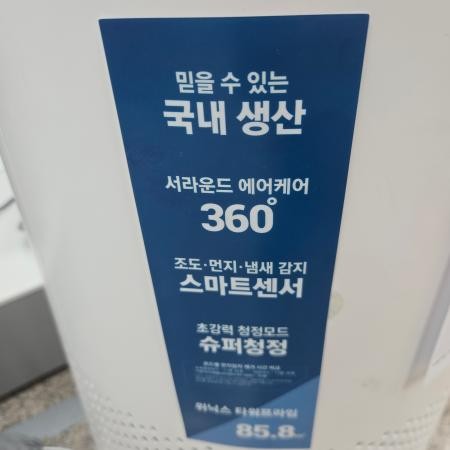 믿을 수 있는
국내 생산
서라운드 에어케어
360°
조도·먼지·냄새 감지
스마트센서
초강력 청정모드
슈퍼청정
위닉스 타워프라임
85.8m²